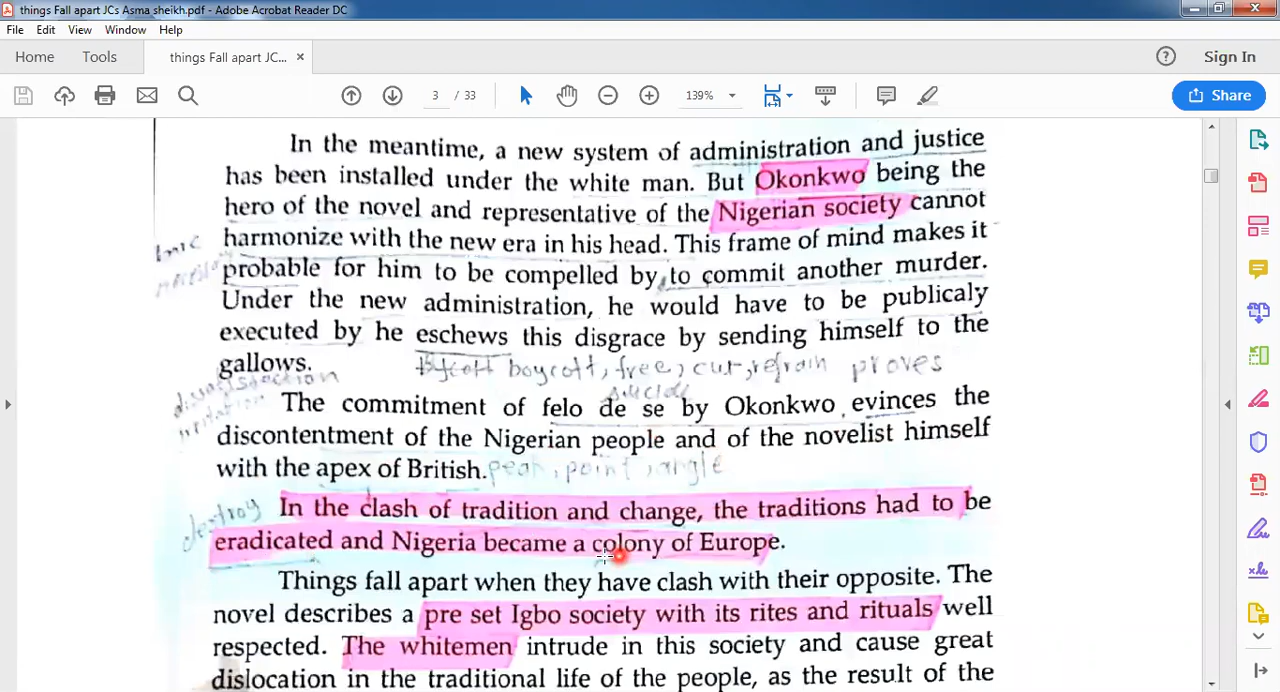 things Fall apart JCs Asma sheikh.pdf - Adobe Acrobat Reader DC
File Edit View Window Help
Home Tools things Fall apart JC... × Sign In
3 / 33 139% Share
In the meantime, a new system of administration and justice
has been installed under the white man. But Okonkwo being the
hero of the novel and representative of the Nigerian society cannot
harmonize with the new era in his head. This frame of mind makes it
probable for him to be compelled by to commit another murder.
Under the new administration, he would have to be publicaly
executed by he eschews this disgrace by sending himself to the
gallows. boycott, free, cut, refrain proves
suicide
The commitment of felo de se by Okonkwo evinces the
discontentment of the Nigerian people and of the novelist himself
with the apex of British. peak, point, angle
destroy In the clash of tradition and change, the traditions had to be
eradicated and Nigeria became a colony of Europe.
Things fall apart when they have clash with their opposite. The
novel describes a pre set Igbo society with its rites and rituals well
respected. The whitemen intrude in this society and cause great
dislocation in the traditional life of the people, as the result of the